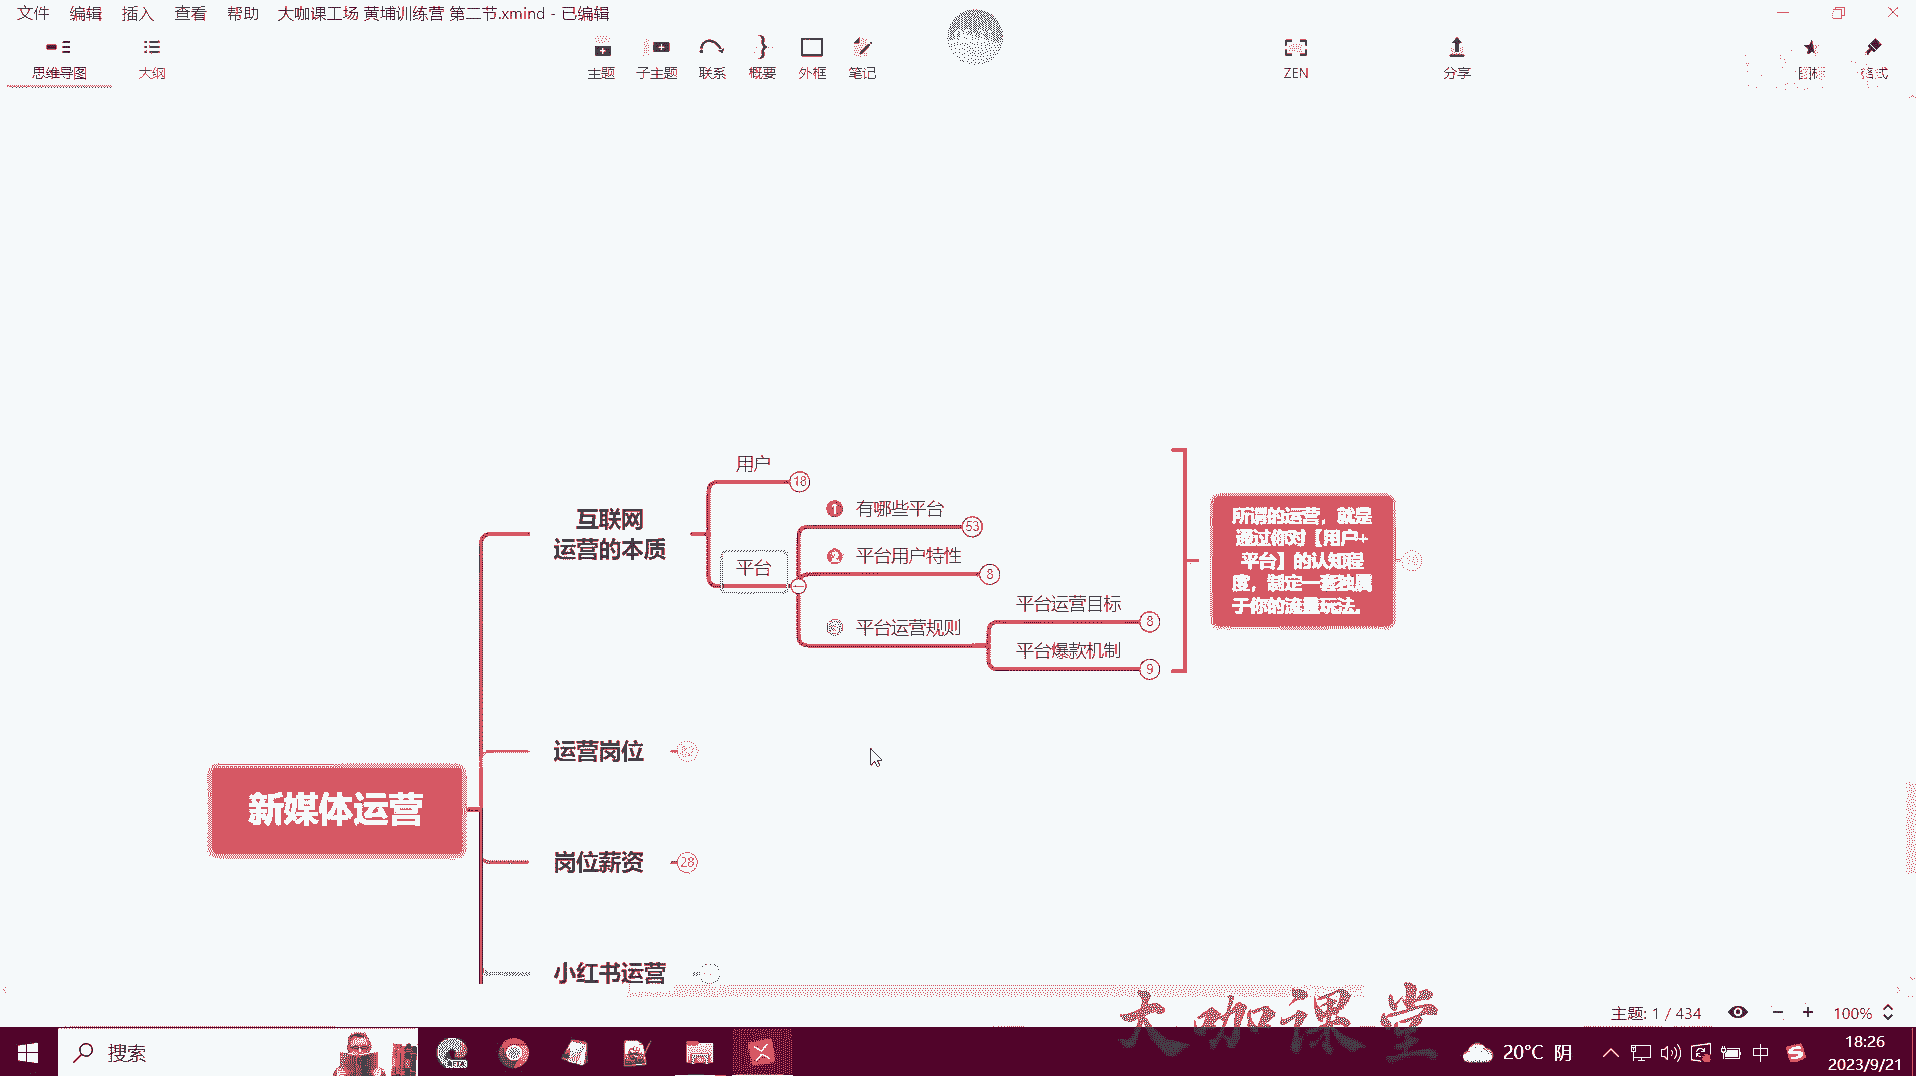 文件 编辑 插入 查看 帮助 大咖课工场 黄埔训练营 第二节.xmind - 已编辑
思维导图 大纲 主题 子主题 联系 概要 外框 笔记 ZEN 分享 图标 格式
新媒体运营
互联网
运营的本质
用户
18
平台
1 有哪些平台
53
2 平台用户特性
8
平台运营规则
平台运营目标
8
平台爆款机制
9
所谓的运营，就是
通过你对【用户+
平台】的认知程
度，制定一套独属
于你的流量玩法。
运营岗位
岗位薪资
28
小红书运营
大咖课堂
主题: 1 / 434
100%
搜索
BETA
20°C 阴
中
18:26
2023/9/21